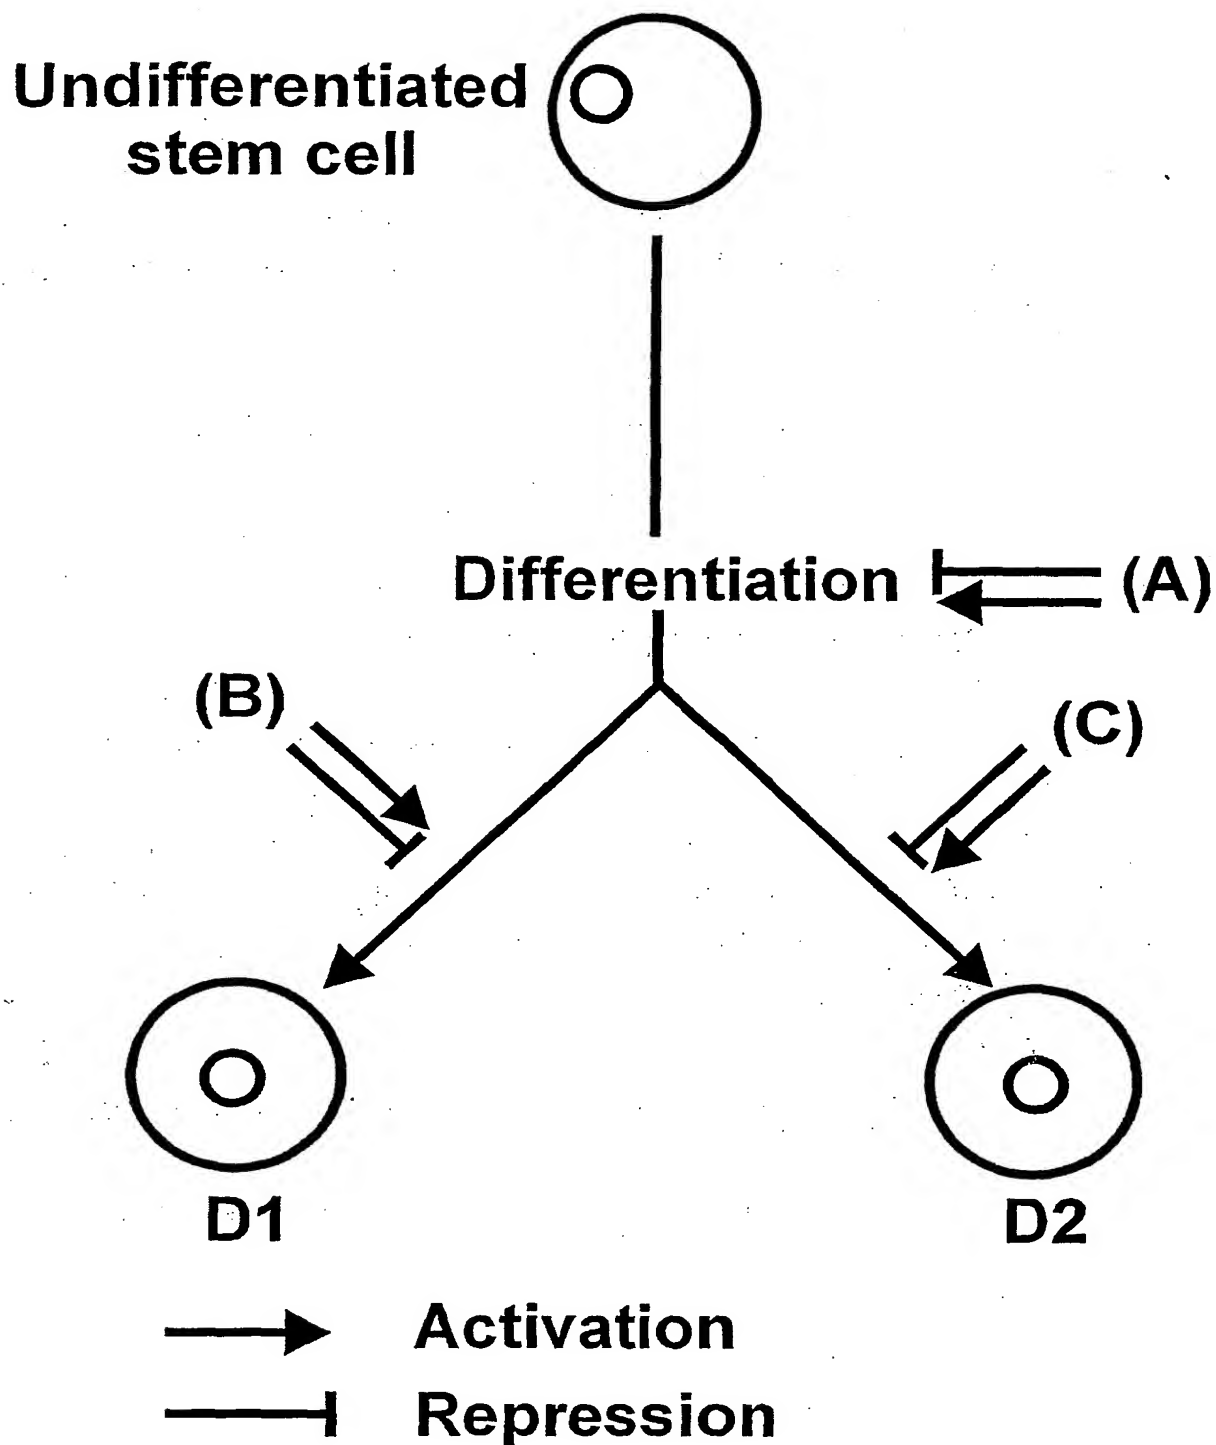 Undifferentiated
stem cell
Differentiation
(A)
(B)
(C)
D1
D2
Activation
Repression